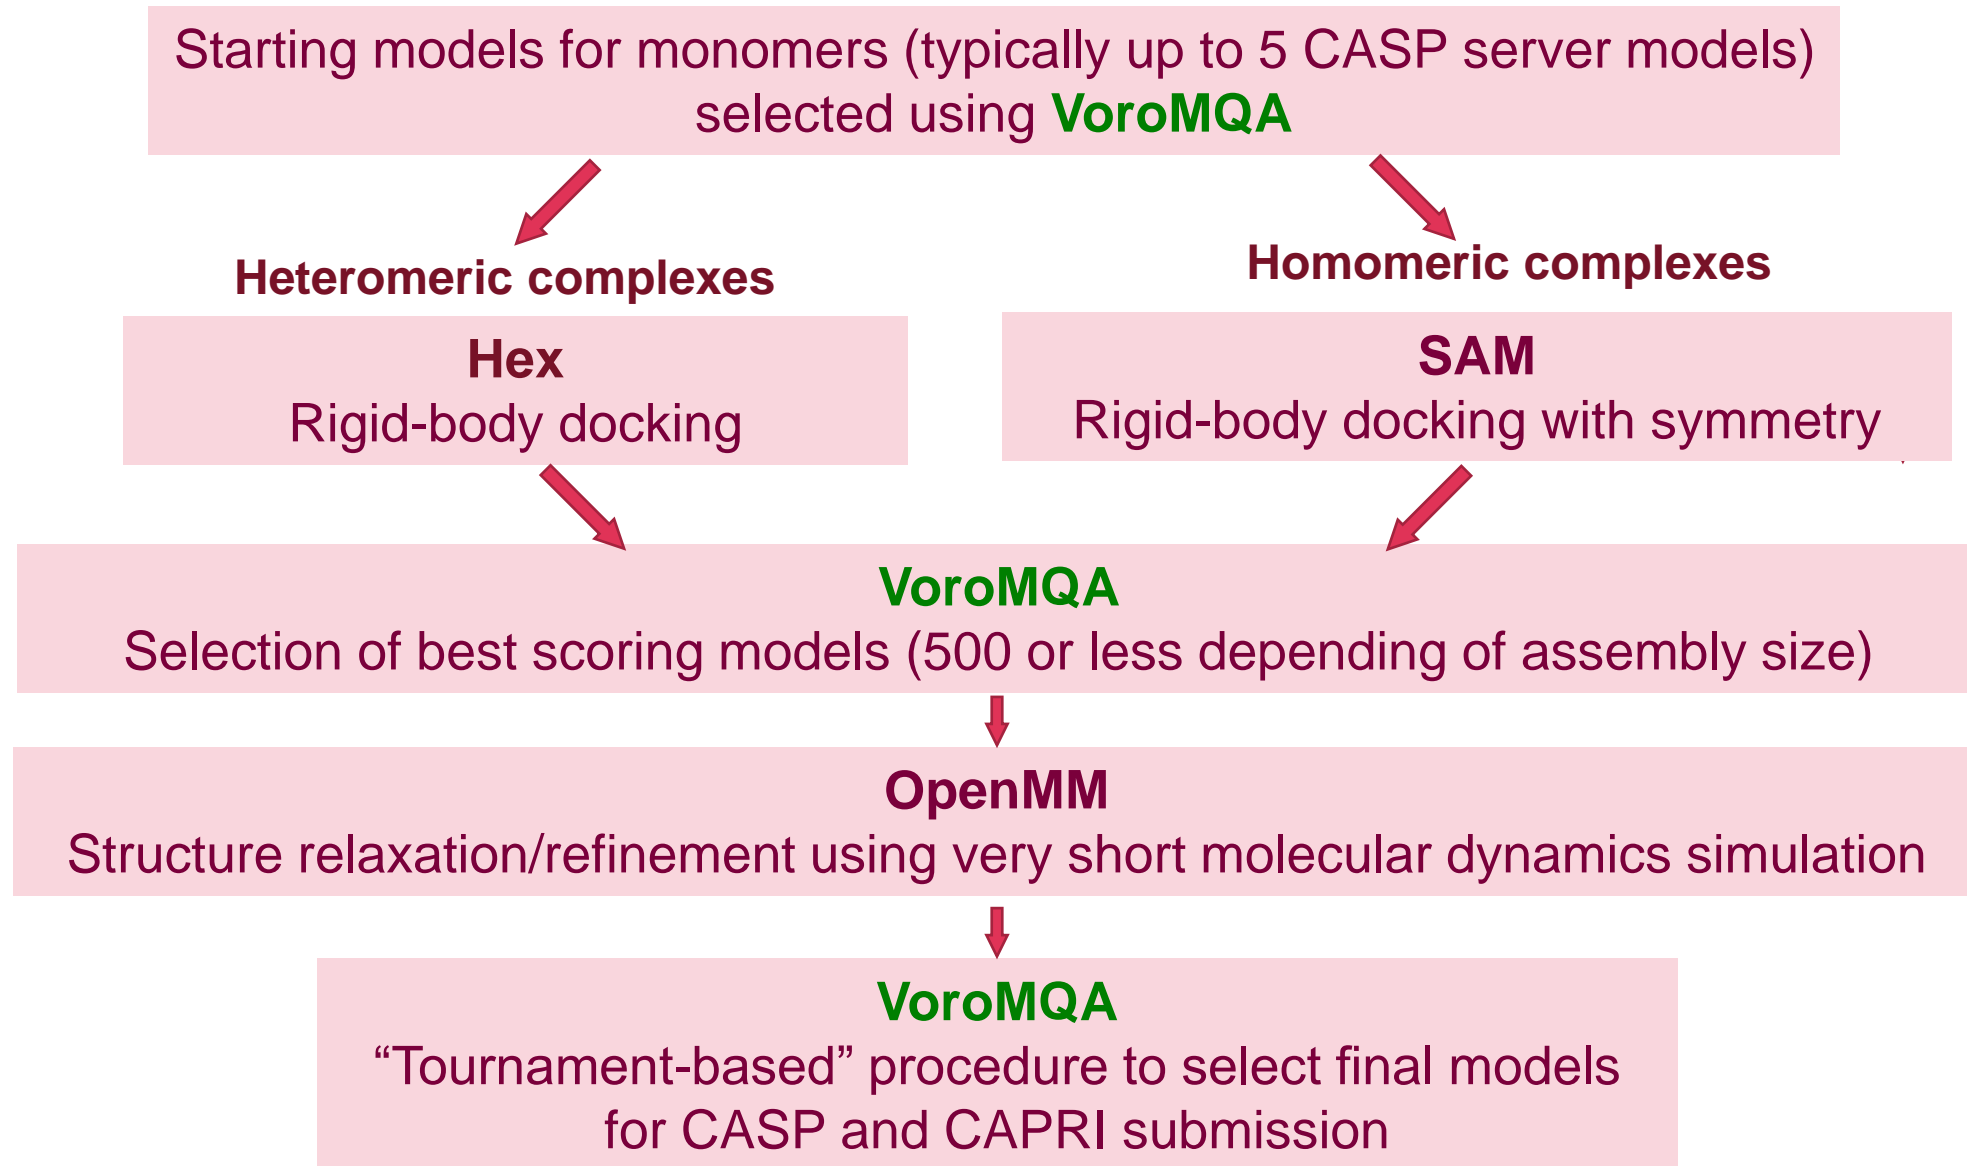 Starting models for monomers (typically up to 5 CASP server models)
selected using VoroMQA
Heteromeric complexes
Homomeric complexes
Hex
Rigid-body docking
SAM
Rigid-body docking with symmetry
VoroMQA
Selection of best scoring models (500 or less depending of assembly size)
OpenMM
Structure relaxation/refinement using very short molecular dynamics simulation
VoroMQA
“Tournament-based” procedure to select final models
for CASP and CAPRI submission